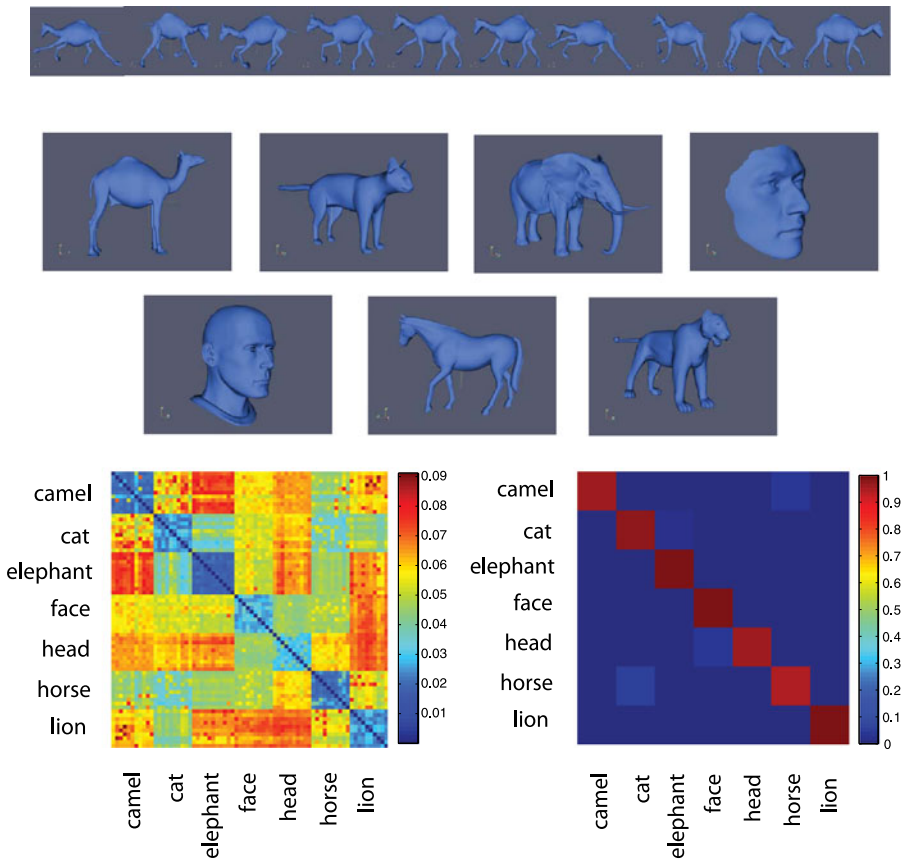 camel
cat
elephant
face
head
horse
lion
0.09
0.08
0.07
0.06
0.05
0.04
0.03
0.02
0.01
camel
cat
elephant
face
head
horse
lion
camel
cat
elephant
face
head
horse
lion
1
0.9
0.8
0.7
0.6
0.5
0.4
0.3
0.2
0.1
0
camel
cat
elephant
face
head
horse
lion